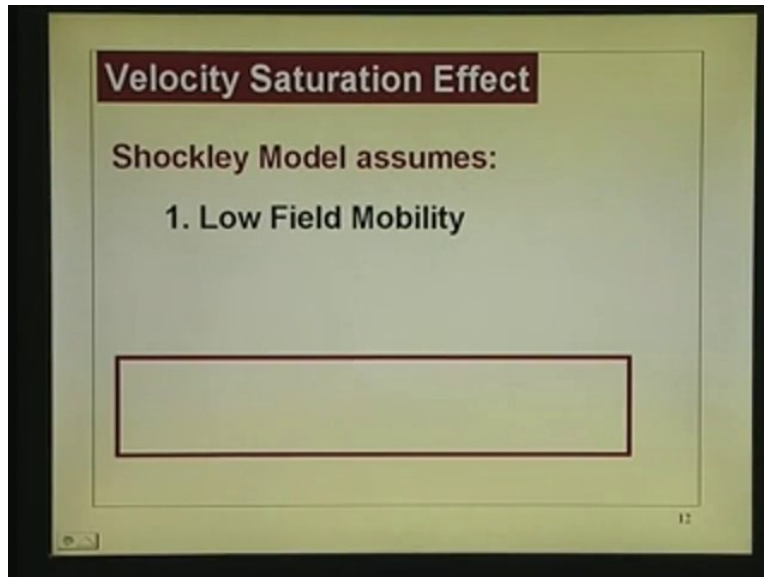 Velocity Saturation Effect
Shockley Model assumes:
1. Low Field Mobility
12